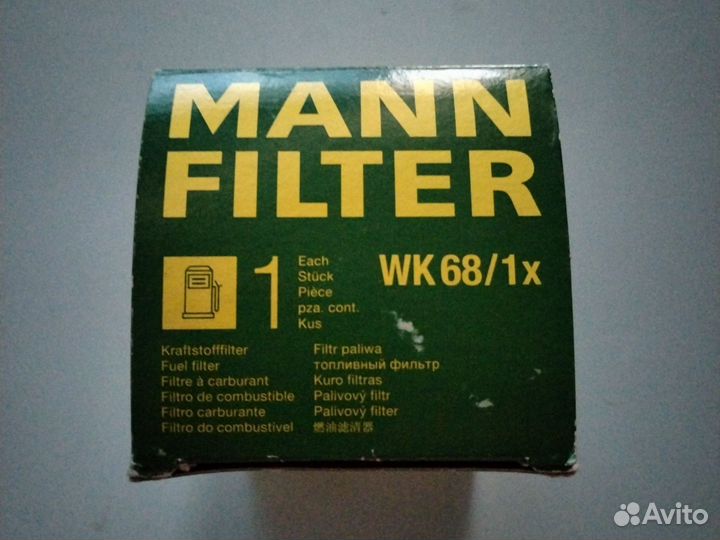 MANN
FILTER
1
Each
Stück
Pièce
pza. cont.
Kus
WK 68/1x
Kraftstofffilter
Fuel filter
Filtre à carburant
Filtro de combustible
Filtro carburante
Filtro do combustível
Filtr paliwa
топливный фильтр
Kuro filtras
Palivový filtr
Palivový filter
燃油滤清器
Avito